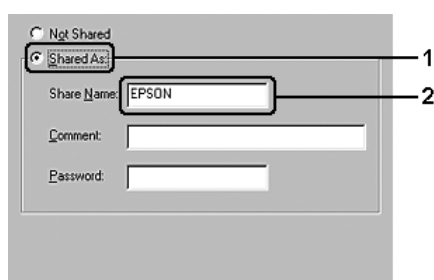 Not Shared
Shared As: 1
Share Name: EPSON 2
Comment:
Password: